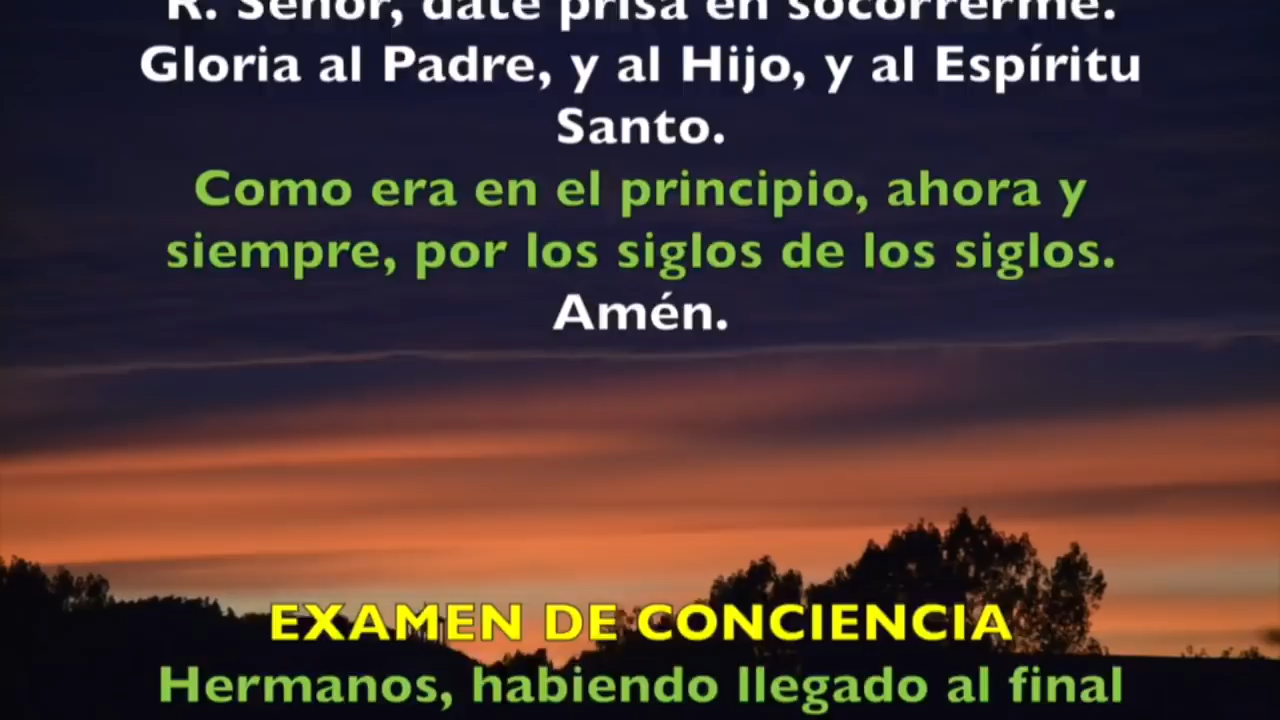 R. Señor, date prisa en socorrerme.
Gloria al Padre, y al Hijo, y al Espíritu
Santo.
Como era en el principio, ahora y
siempre, por los siglos de los siglos.
Amén.
EXAMEN DE CONCIENCIA
Hermanos, habiendo llegado al final